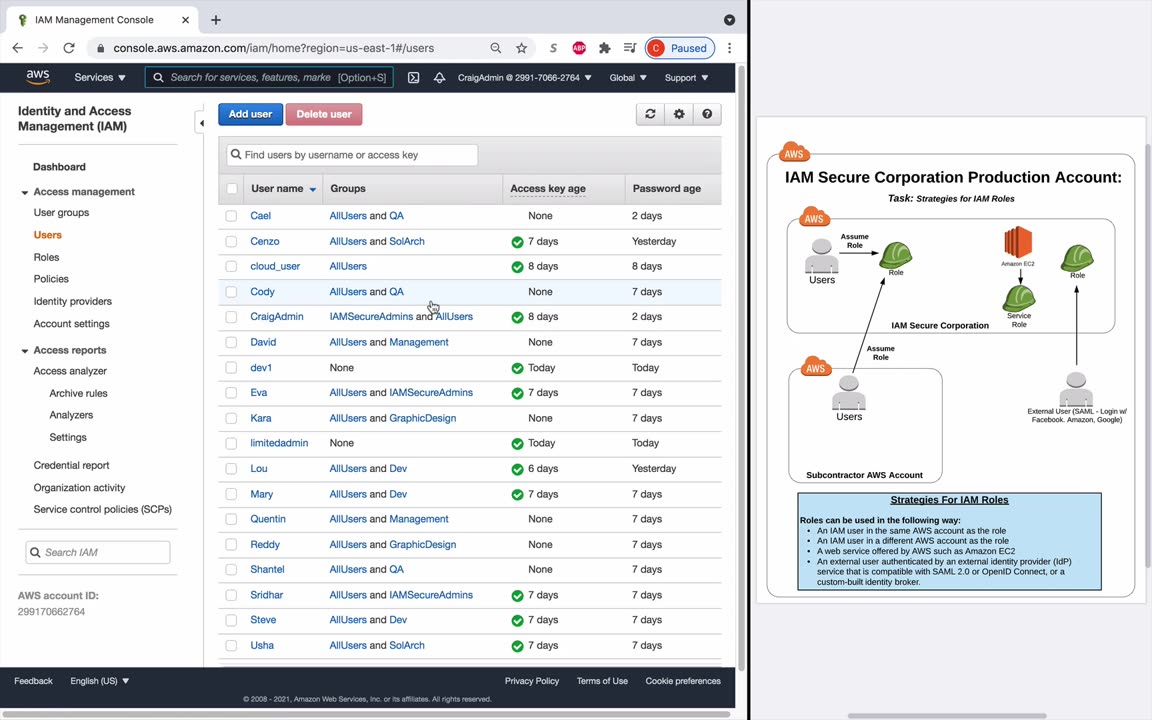 IAM Management Console
console.aws.amazon.com/iam/home?region=us-east-1#/users
S
ABP
C Paused
aws
Services
Search for services, features, marke [Option+S]
CraigAdmin @ 2991-7066-2764
Global
Support
Identity and Access
Management (IAM)
Dashboard
Access management
User groups
Users
Roles
Policies
Identity providers
Account settings
Access reports
Access analyzer
Archive rules
Analyzers
Settings
Credential report
Organization activity
Service control policies (SCPs)
Search IAM
AWS account ID:
299170662764
Add user Delete user
Find users by username or access key
User name Groups Access key age Password age
Cael AllUsers and QA None 2 days
Cenzo AllUsers and SolArch 7 days Yesterday
cloud_user AllUsers 8 days 8 days
Cody AllUsers and QA None 7 days
CraigAdmin IAMSecureAdmins and AllUsers 8 days 2 days
David AllUsers and Management None 7 days
dev1 None Today Today
Eva AllUsers and IAMSecureAdmins 7 days 7 days
Kara AllUsers and GraphicDesign None 7 days
limitedadmin None Today Today
Lou AllUsers and Dev 6 days Yesterday
Mary AllUsers and Dev 7 days 7 days
Quentin AllUsers and Management None 7 days
Reddy AllUsers and GraphicDesign None 7 days
Shantel AllUsers and QA None 7 days
Sridhar AllUsers and IAMSecureAdmins 7 days 7 days
Steve AllUsers and Dev 7 days 7 days
Usha AllUsers and SolArch 7 days 7 days
Feedback English (US) Privacy Policy Terms of Use Cookie preferences
© 2008 - 2021, Amazon Web Services, Inc. or its affiliates. All rights reserved.
AWS
IAM Secure Corporation Production Account:
Task: Strategies for IAM Roles
AWS
Users
Assume
Role
Role
Amazon EC2
Service
Role
Role
IAM Secure Corporation
Assume
Role
AWS
Users
Subcontractor AWS Account
External User (SAML - Login w/
Facebook. Amazon, Google)
Strategies For IAM Roles
Roles can be used in the following way:
• An IAM user in the same AWS account as the role
• An IAM user in a different AWS account as the role
• A web service offered by AWS such as Amazon EC2
• An external user authenticated by an external identity provider (IdP)
service that is compatible with SAML 2.0 or OpenID Connect, or a
custom-built identity broker.